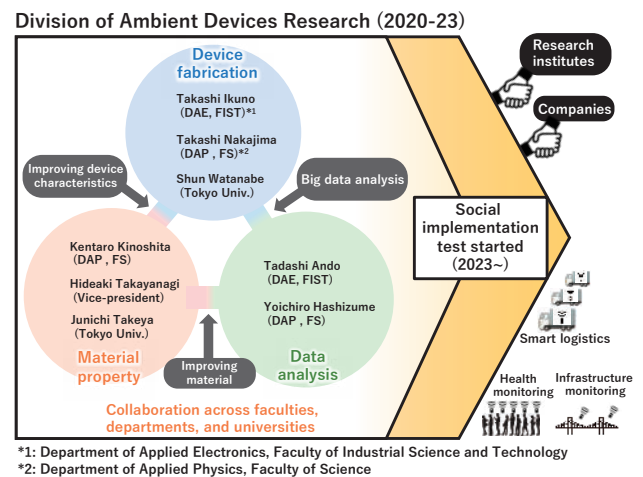 Division of Ambient Devices Research (2020-23)
Device
fabrication
Takashi Ikuno
(DAE, FIST)*1
Takashi Nakajima
(DAP , FS)*2
Shun Watanabe
(Tokyo Univ.)
Improving device
characteristics
Big data analysis
Kentaro Kinoshita
(DAP , FS)
Hideaki Takayanagi
(Vice-president)
Junichi Takeya
(Tokyo Univ.)
Material
property
Tadashi Ando
(DAE, FIST)
Yoichiro Hashizume
(DAP , FS)
Data
analysis
Improving
material
Collaboration across faculties,
departments, and universities
Social
implementation
test started
(2023~)
Research
institutes
Companies
Smart logistics
Health
monitoring
Infrastructure
monitoring
*1: Department of Applied Electronics, Faculty of Industrial Science and Technology
*2: Department of Applied Physics, Faculty of Science